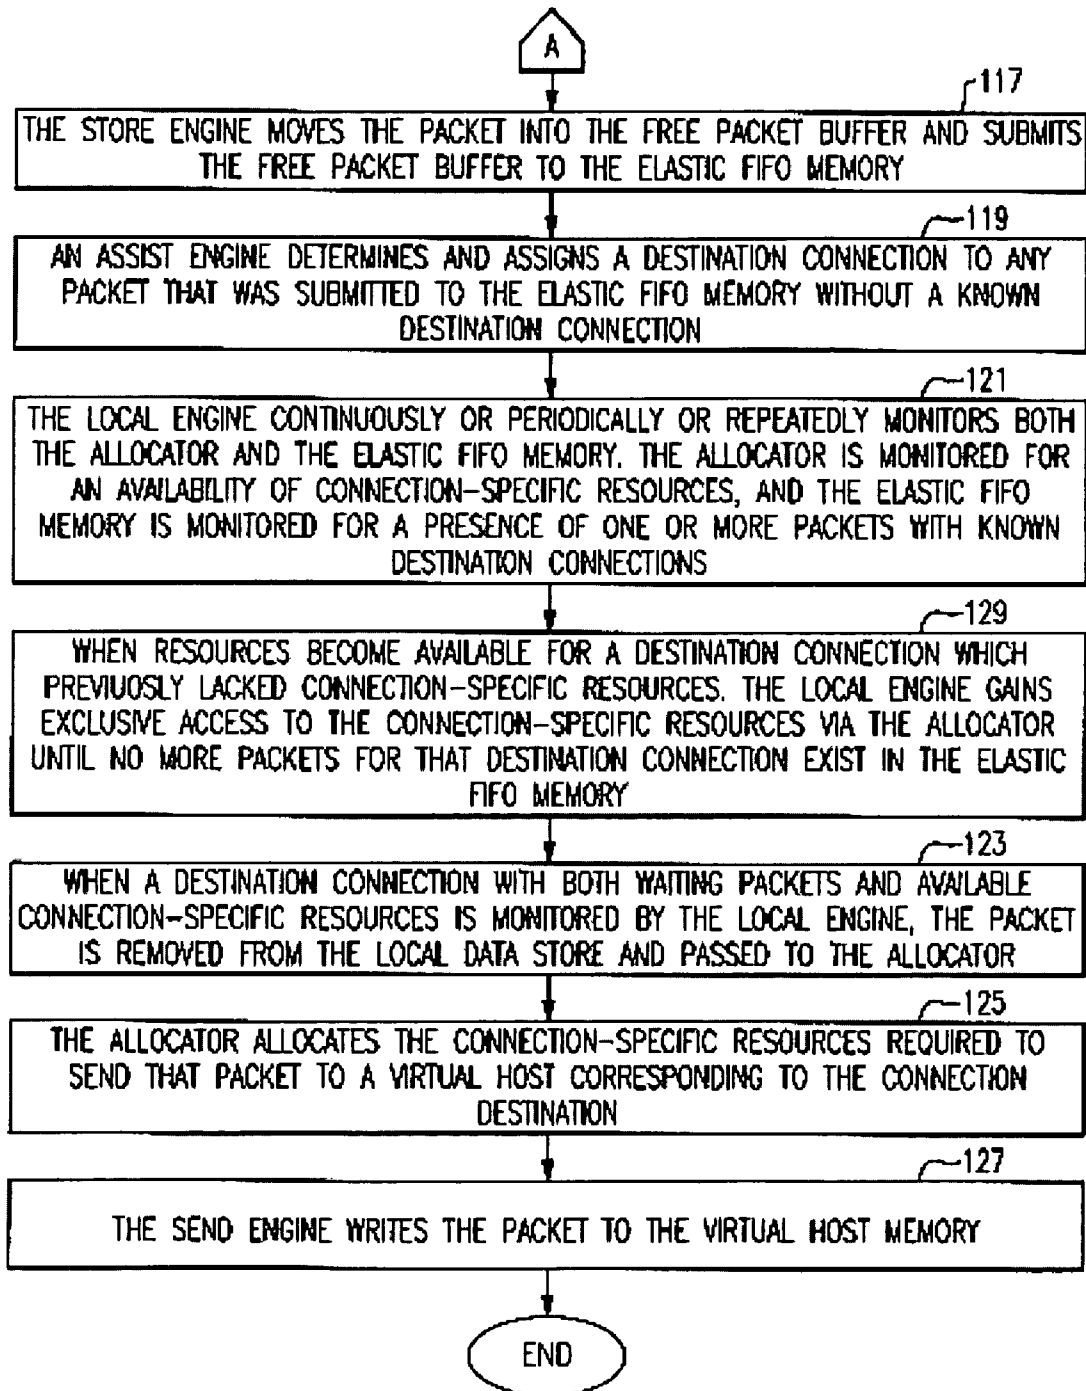 A
117
THE STORE ENGINE MOVES THE PACKET INTO THE FREE PACKET BUFFER AND SUBMITS
THE FREE PACKET BUFFER TO THE ELASTIC FIFO MEMORY
119
AN ASSIST ENGINE DETERMINES AND ASSIGNS A DESTINATION CONNECTION TO ANY
PACKET THAT WAS SUBMITTED TO THE ELASTIC FIFO MEMORY WITHOUT A KNOWN
DESTINATION CONNECTION
121
THE LOCAL ENGINE CONTINUOUSLY OR PERIODICALLY OR REPEATEDLY MONITORS BOTH
THE ALLOCATOR AND THE ELASTIC FIFO MEMORY. THE ALLOCATOR IS MONITORED FOR
AN AVAILABILITY OF CONNECTION-SPECIFIC RESOURCES, AND THE ELASTIC FIFO
MEMORY IS MONITORED FOR A PRESENCE OF ONE OR MORE PACKETS WITH KNOWN
DESTINATION CONNECTIONS
129
WHEN RESOURCES BECOME AVAILABLE FOR A DESTINATION CONNECTION WHICH
PREVIUOSLY LACKED CONNECTION-SPECIFIC RESOURCES. THE LOCAL ENGINE GAINS
EXCLUSIVE ACCESS TO THE CONNECTION-SPECIFIC RESOURCES VIA THE ALLOCATOR
UNTIL NO MORE PACKETS FOR THAT DESTINATION CONNECTION EXIST IN THE ELASTIC
FIFO MEMORY
123
WHEN A DESTINATION CONNECTION WITH BOTH WAITING PACKETS AND AVAILABLE
CONNECTION-SPECIFIC RESOURCES IS MONITORED BY THE LOCAL ENGINE, THE PACKET
IS REMOVED FROM THE LOCAL DATA STORE AND PASSED TO THE ALLOCATOR
125
THE ALLOCATOR ALLOCATES THE CONNECTION-SPECIFIC RESOURCES REQUIRED TO
SEND THAT PACKET TO A VIRTUAL HOST CORRESPONDING TO THE CONNECTION
DESTINATION
127
THE SEND ENGINE WRITES THE PACKET TO THE VIRTUAL HOST MEMORY
END